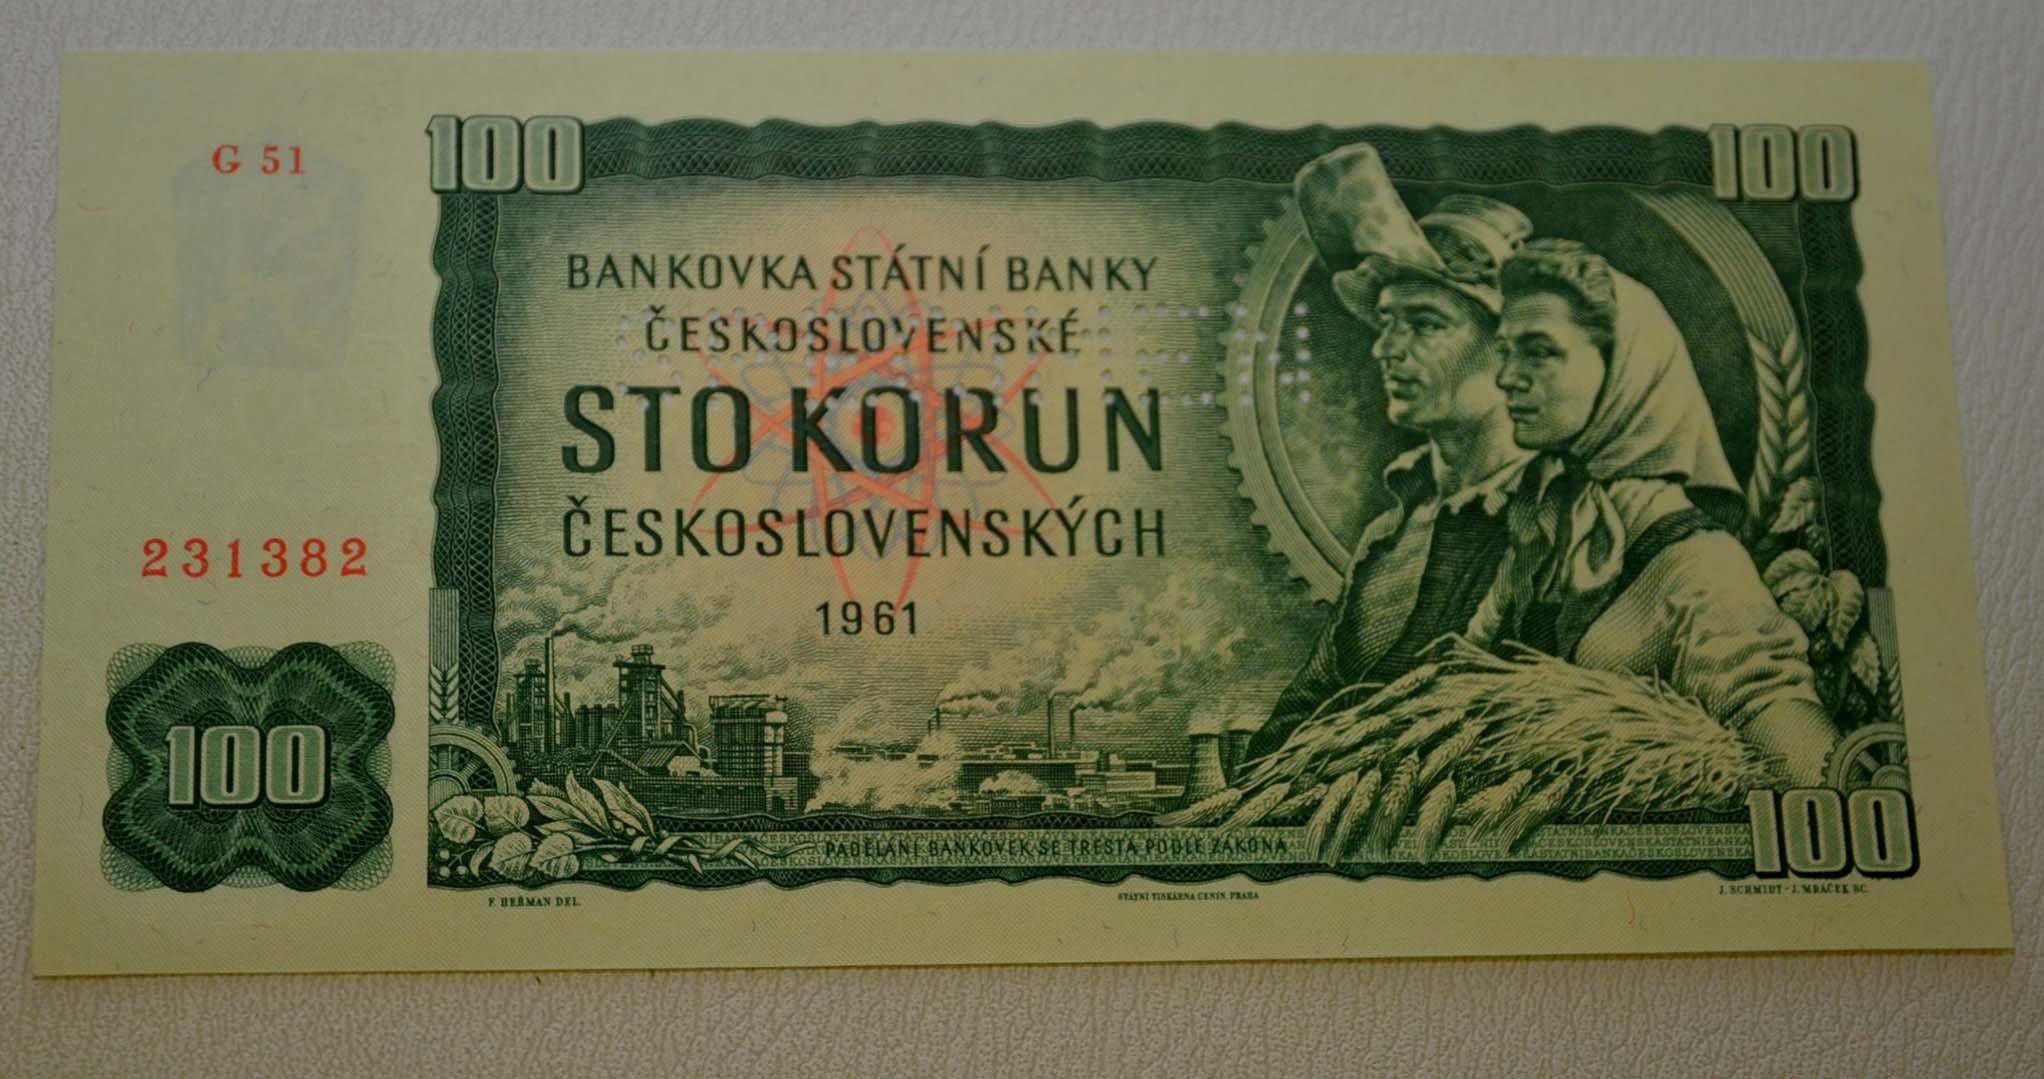 G 51
100
100
BANKOVKA STÁTNÍ BANKY
ČESKOSLOVENSKÉ
STO KORUN
ČESKOSLOVENSKÝCH
231382
1961
100
PADĚLÁNÍ BANKOVEK SE TRESTÁ PODLE ZÁKONA
100
F. HEŘMAN DEL.
STÁTNÍ TISKÁRNA CENIN, PRAHA
J. SCHMIDT - J. MRÁČEK SC.